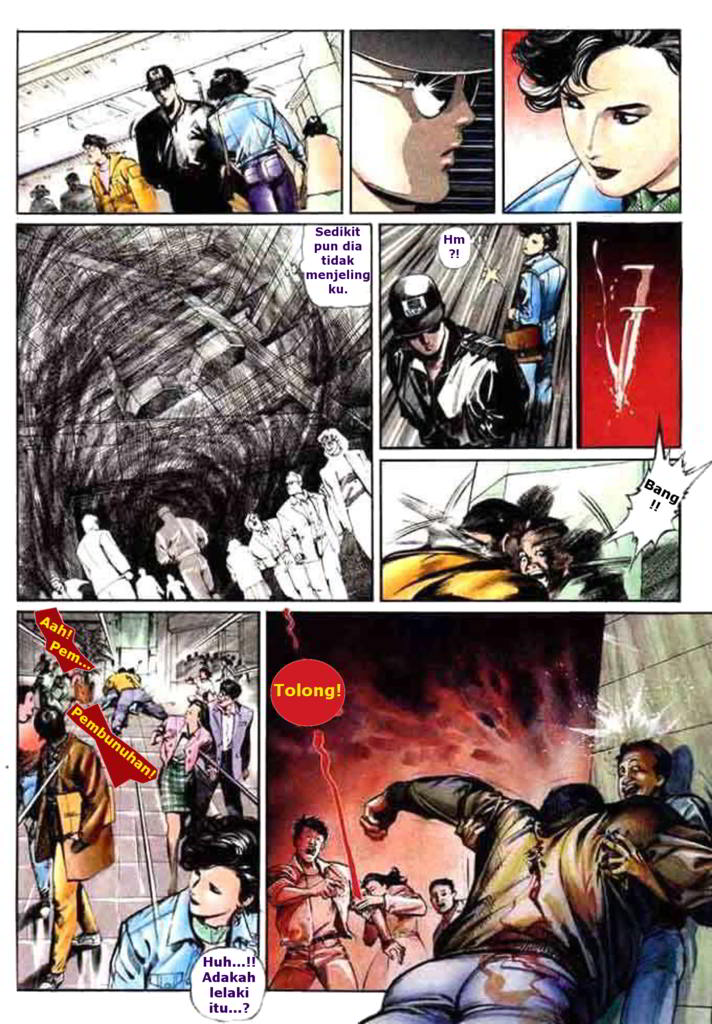 Sedikit
pun dia
tidak
menjeling
ku.
Hm
?!
Bang
!!
Aah!
Pem...
Pembunuhan!
Tolong!
Huh...!!
Adakah
lelaki
itu...?